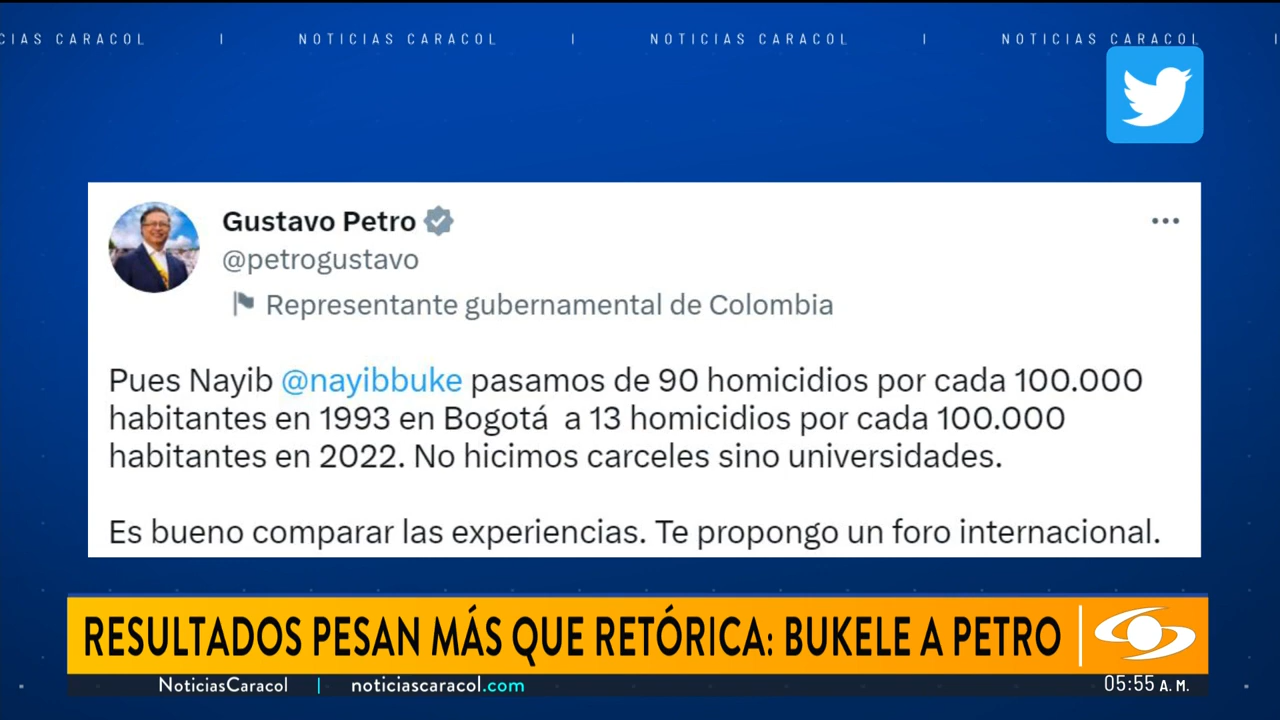 CIAS CARACOL | NOTICIAS CARACOL | NOTICIAS CARACOL | NOTICIAS CARACOL |
Gustavo Petro
@petrogustavo
Representante gubernamental de Colombia
Pues Nayib @nayibbuke pasamos de 90 homicidios por cada 100.000
habitantes en 1993 en Bogotá a 13 homicidios por cada 100.000
habitantes en 2022. No hicimos carceles sino universidades.
Es bueno comparar las experiencias. Te propongo un foro internacional.
RESULTADOS PESAN MÁS QUE RETÓRICA: BUKELE A PETRO
NoticiasCaracol | noticiascaracol.com 05:55 A.M.